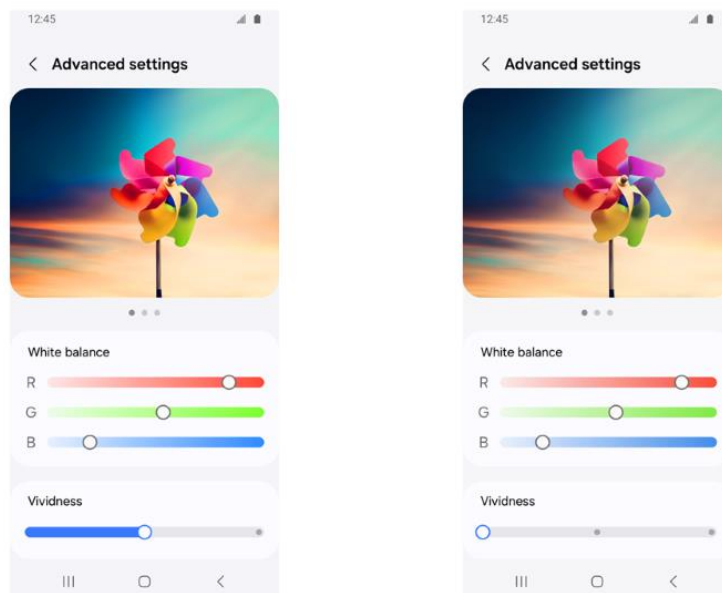 12:45
Advanced settings
White balance
R
G
B
Vividness
12:45
Advanced settings
White balance
R
G
B
Vividness